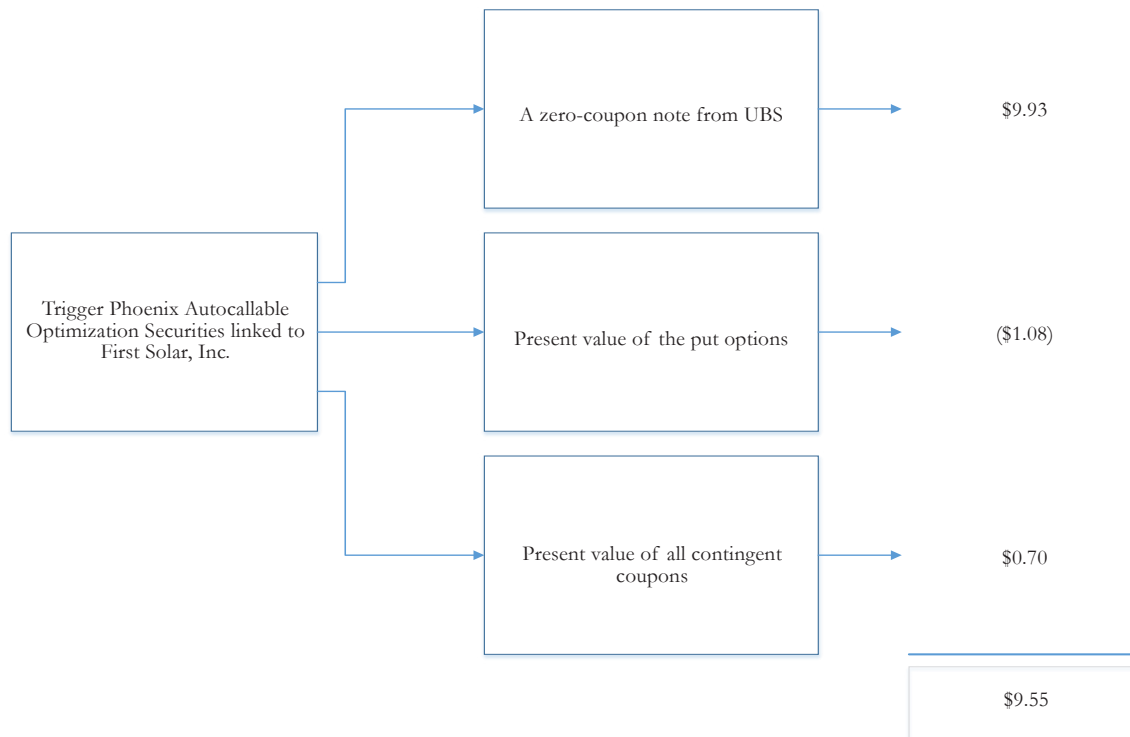 A zero-coupon note from UBS
$9.93
Trigger Phoenix Autocallable
Optimization Securities linked to
First Solar, Inc.
Present value of the put options
($1.08)
Present value of all contingent
coupons
$0.70
$9.55